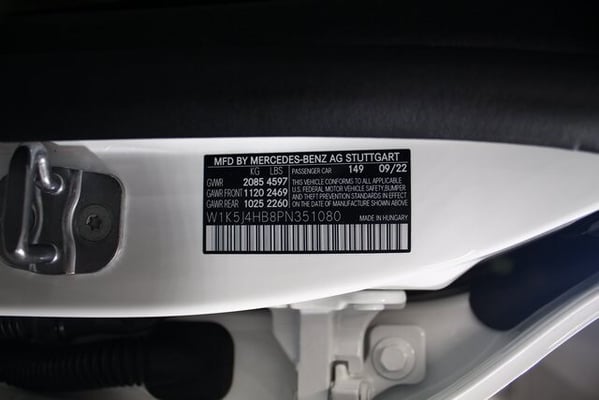 MFD BY MERCEDES-BENZ AG STUTTGART
KG LBS PASSENGER CAR 149 09/22
GVWR 2085 4597
GAWR FRONT 1120 2469
GAWR REAR 1025 2260
THIS VEHICLE CONFORMS TO ALL APPLICABLE
U.S. FEDERAL MOTOR VEHICLE SAFETY, BUMPER
AND THEFT PREVENTION STANDARDS IN EFFECT
ON THE DATE OF MANUFACTURE SHOWN ABOVE.
W1K5J4HB8PN351080 MADE IN HUNGARY